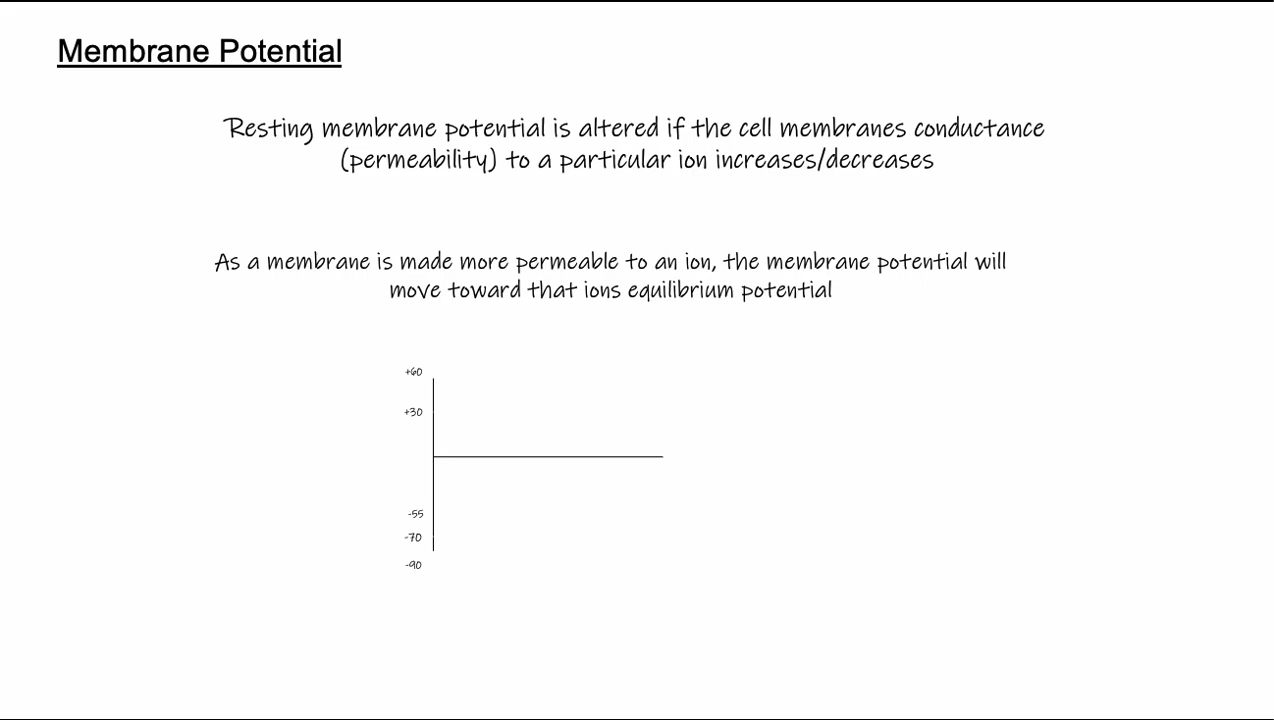 Membrane Potential
Resting membrane potential is altered if the cell membranes conductance
(permeability) to a particular ion increases/decreases
As a membrane is made more permeable to an ion, the membrane potential will
move toward that ions equilibrium potential
+60
+30
-55
-70
-90